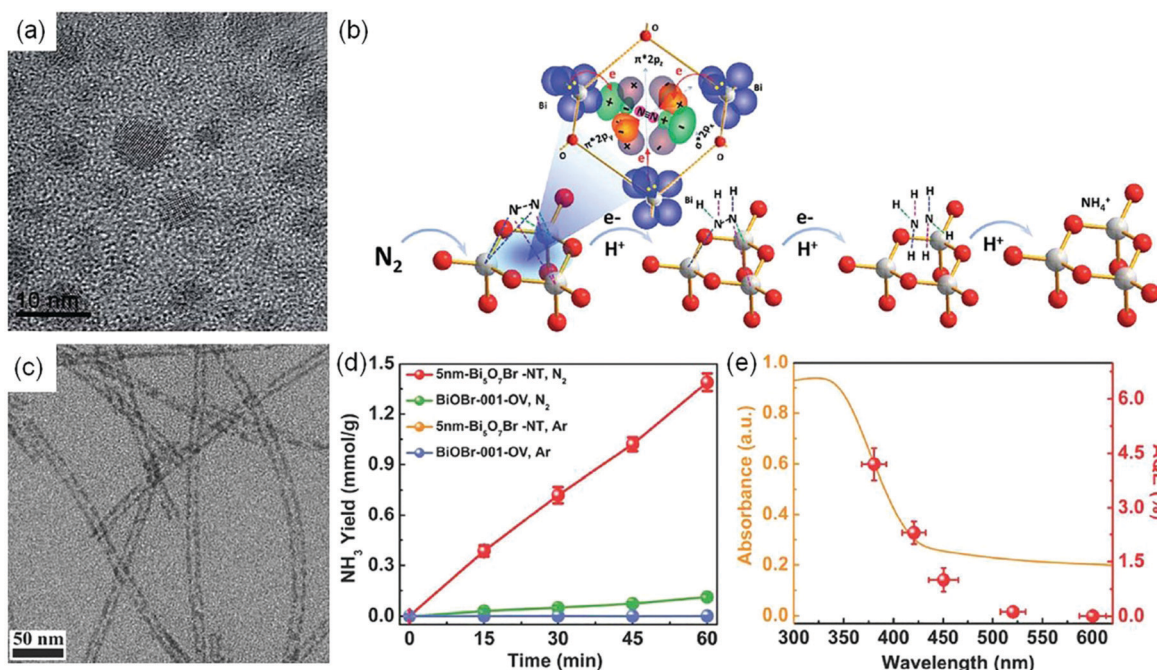 (a)
10 nm
(b)
O
π*2p_z
e
e
Bi
Bi
N≡N
π*2p_y
σ*2p_x
O
O
e
Bi
N N
N₂
e-
H⁺
H H H H
N N
e-
H⁺
H H
N N
H H H
H⁺
NH₄⁺
(c)
50 nm
(d)
NH₃ Yield (mmol/g)
1.5
1.2
0.9
0.6
0.3
0.0
5nm-Bi₅O₇Br -NT, N₂
BiOBr-001-OV, N₂
5nm-Bi₅O₇Br -NT, Ar
BiOBr-001-OV, Ar
0 15 30 45 60
Time (min)
(e)
Absorbance (a.u.)
1.0
0.8
0.6
0.4
0.2
0.0
6.0
4.5
3.0
1.5
0.0
300 350 400 450 500 550 600
Wavelength (nm)